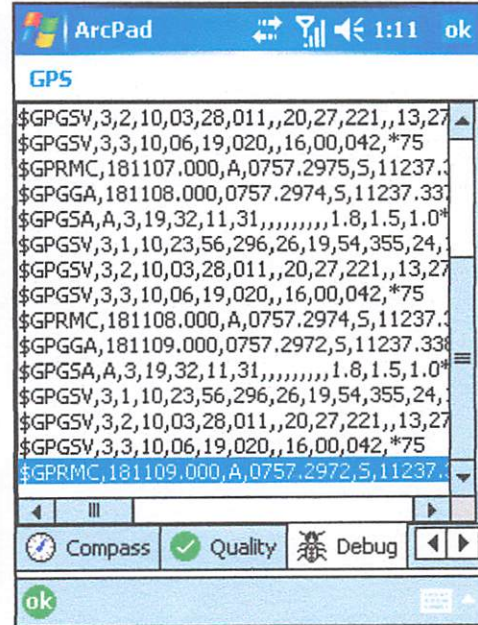 ArcPad 1:11 ok
GPS
$GPGSV,3,2,10,03,28,011,,20,27,221,,13,27
$GPGSV,3,3,10,06,19,020,,16,00,042,*75
$GPRMC,181107.000,A,0757.2975,S,11237.3
$GPGGA,181108.000,0757.2974,S,11237.337
$GPGSA,A,3,19,32,11,31,,,,,,,,,1.8,1.5,1.0*
$GPGSV,3,1,10,23,56,296,26,19,54,355,24,
$GPGSV,3,2,10,03,28,011,,20,27,221,,13,27
$GPGSV,3,3,10,06,19,020,,16,00,042,*75
$GPRMC,181108.000,A,0757.2974,S,11237.3
$GPGGA,181109.000,0757.2972,S,11237.338
$GPGSA,A,3,19,32,11,31,,,,,,,,,1.8,1.5,1.0*
$GPGSV,3,1,10,23,56,296,26,19,54,355,24,
$GPGSV,3,2,10,03,28,011,,20,27,221,,13,27
$GPGSV,3,3,10,06,19,020,,16,00,042,*75
$GPRMC,181109.000,A,0757.2972,S,11237.3
Compass Quality Debug
ok